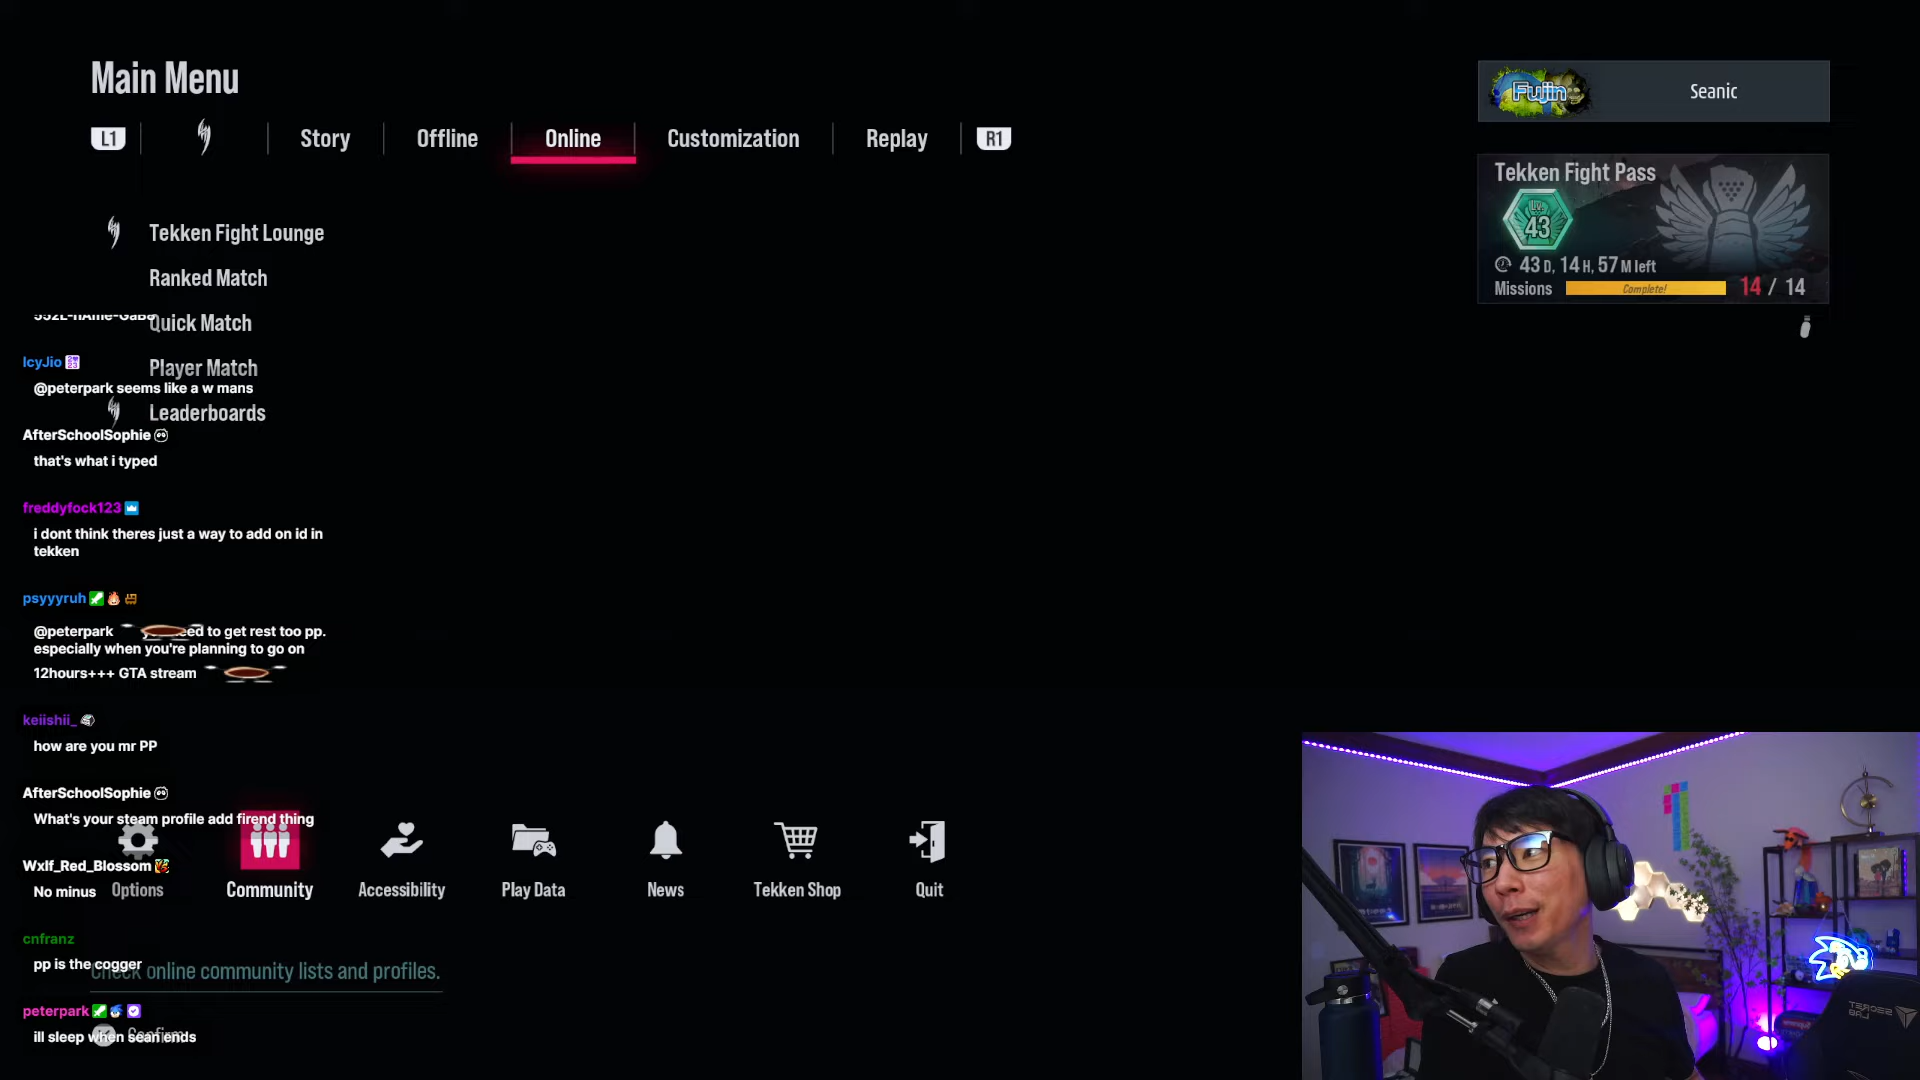 Main Menu
L1
Story
Offline
Online
Customization
Replay
R1
Fujin
Seanic
Tekken Fight Pass
43
43 D, 14 H, 57 M left
Missions
Complete!
14 / 14
Tekken Fight Lounge
Ranked Match
Quick Match
Player Match
Leaderboards
IcyJio
@peterpark seems like a w mans
AfterSchoolSophie
that's what i typed
freddyfock123
i dont think theres just a way to add on id in
tekken
psyyyruh
@peterpark need to get rest too pp.
especially when you're planning to go on
12hours+++ GTA stream
keiishii_
how are you mr PP
AfterSchoolSophie
What's your steam profile add firend thing
Wxlf_Red_Blossom
No minus
cnfranz
pp is the cogger
peterpark
ill sleep when sean ends
Options
Community
Accessibility
Play Data
News
Tekken Shop
Quit
Check online community lists and profiles.
Confirm
SECRET
LAB